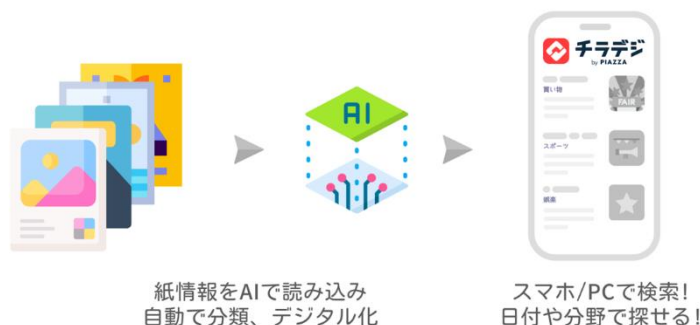 チラデジ
by PIAZZA
買い物
FAIR
AI
スポーツ
娯楽
紙情報をAIで読み込み
自動で分類、デジタル化
スマホ/PCで検索!
日付や分野で探せる!